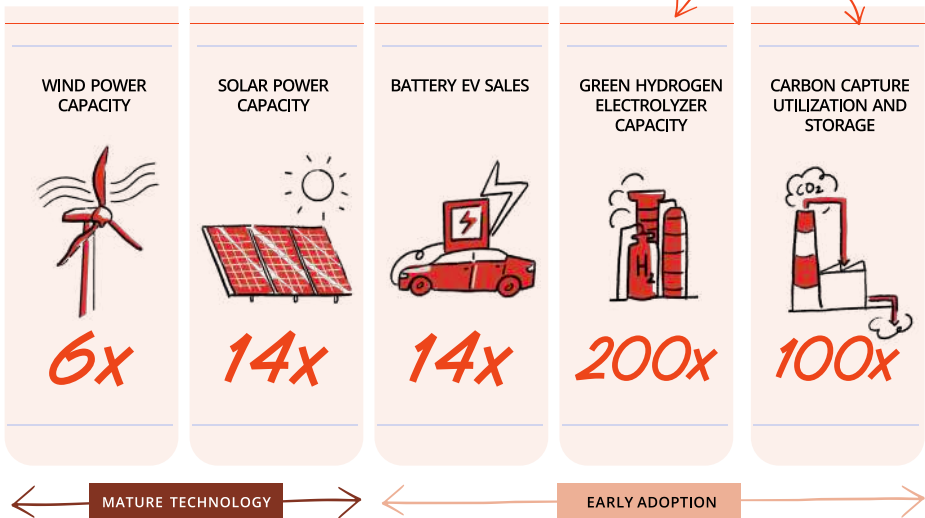 WIND POWER
CAPACITY
SOLAR POWER
CAPACITY
BATTERY EV SALES
GREEN HYDROGEN
ELECTROLYZER
CAPACITY
CARBON CAPTURE
UTILIZATION AND
STORAGE
H2
CO2
6x
14x
14x
200x
100x
MATURE TECHNOLOGY
EARLY ADOPTION